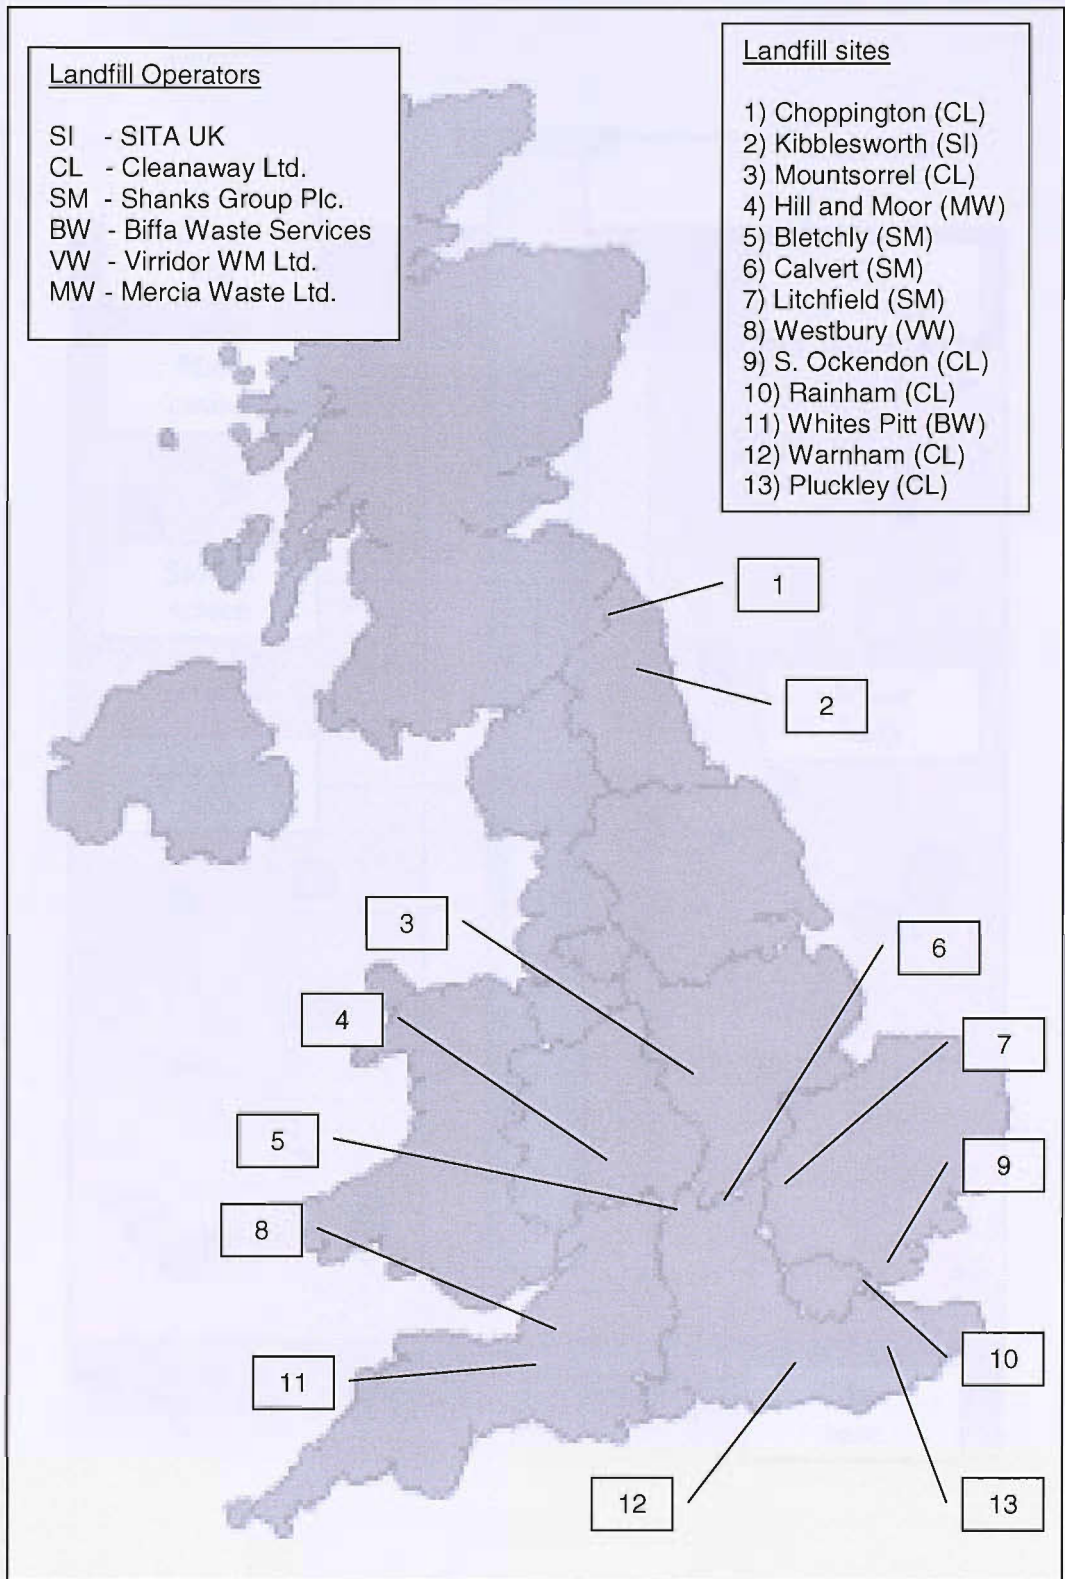 Landfill Operators
SI - SITA UK
CL - Cleanaway Ltd.
SM - Shanks Group Plc.
BW - Biffa Waste Services
VW - Virridor WM Ltd.
MW - Mercia Waste Ltd.
Landfill sites
1) Choppington (CL)
2) Kibblesworth (SI)
3) Mountsorrel (CL)
4) Hill and Moor (MW)
5) Bletchly (SM)
6) Calvert (SM)
7) Litchfield (SM)
8) Westbury (VW)
9) S. Ockendon (CL)
10) Rainham (CL)
11) Whites Pitt (BW)
12) Warnham (CL)
13) Pluckley (CL)
1
2
3
6
4
7
5
9
8
10
11
12
13